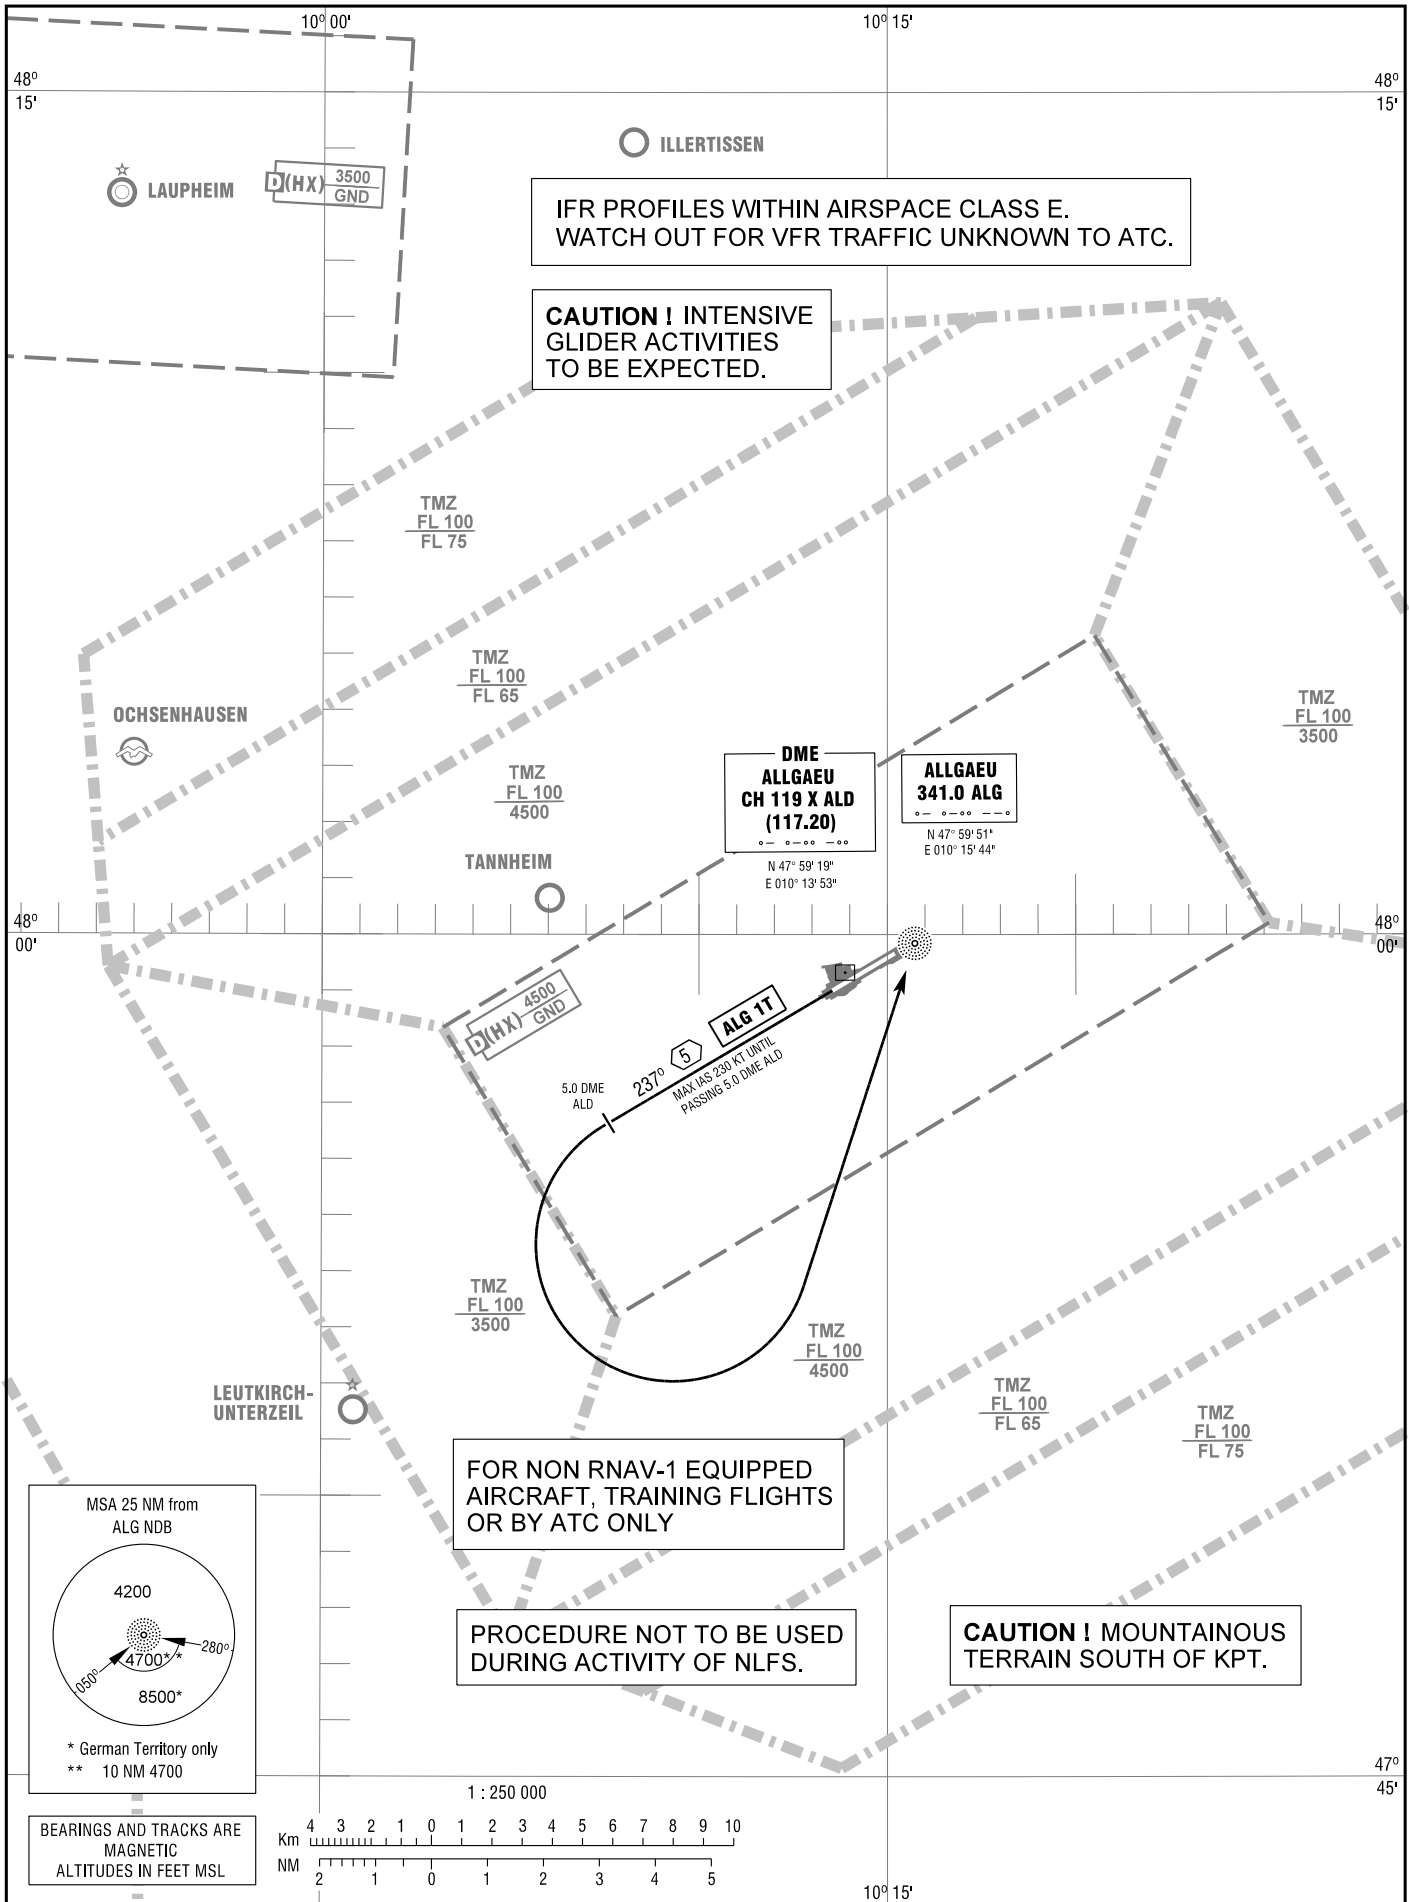 10° 00'
10° 15'
48°
15'
48°
15'
ILLERTISSEN
LAUPHEIM
D(HX) 3500
GND
IFR PROFILES WITHIN AIRSPACE CLASS E.
WATCH OUT FOR VFR TRAFFIC UNKNOWN TO ATC.
CAUTION ! INTENSIVE
GLIDER ACTIVITIES
TO BE EXPECTED.
TMZ
FL 100
FL 75
TMZ
FL 100
FL 65
OCHSENHAUSEN
TMZ
FL 100
3500
TMZ
FL 100
4500
DME
ALLGAEU
CH 119 X ALD
(117.20)
N 47° 59' 19"
E 010° 13' 53"
ALLGAEU
341.0 ALG
N 47° 59' 51"
E 010° 15' 44"
TANNHEIM
48°
00'
48°
00'
D(HX) 4500
GND
ALG 1T
5
237°
MAX IAS 230 KT UNTIL
PASSING 5.0 DME ALD
5.0 DME
ALD
TMZ
FL 100
3500
TMZ
FL 100
4500
LEUTKIRCH-
UNTERZEIL
TMZ
FL 100
FL 65
TMZ
FL 100
FL 75
FOR NON RNAV-1 EQUIPPED
AIRCRAFT, TRAINING FLIGHTS
OR BY ATC ONLY
MSA 25 NM from
ALG NDB
4200
4700* *
280°
050°
8500*
* German Territory only
** 10 NM 4700
PROCEDURE NOT TO BE USED
DURING ACTIVITY OF NLFS.
CAUTION ! MOUNTAINOUS
TERRAIN SOUTH OF KPT.
47°
45'
1 : 250 000
BEARINGS AND TRACKS ARE
MAGNETIC
ALTITUDES IN FEET MSL
Km 4 3 2 1 0 1 2 3 4 5 6 7 8 9 10
NM 2 1 0 1 2 3 4 5
10° 15'